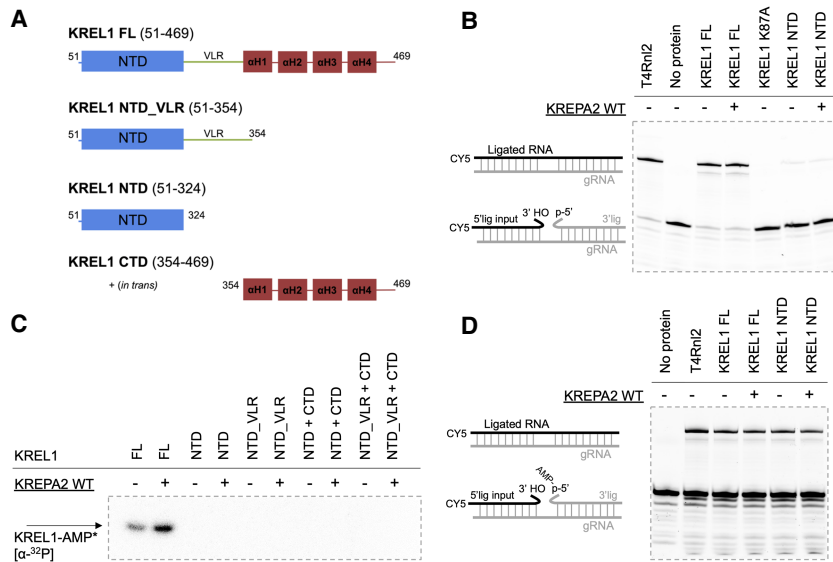 A
KREL1 FL (51-469)
51
NTD
VLR
αH1
αH2
αH3
αH4
469
KREL1 NTD_VLR (51-354)
51
NTD
VLR
354
KREL1 NTD (51-324)
51
NTD
324
KREL1 CTD (354-469)
+ (in trans)
354
αH1
αH2
αH3
αH4
469
B
T4Rnl2
No protein
KREL1 FL
KREL1 FL
KREL1 K87A
KREL1 NTD
KREL1 NTD
KREPA2 WT
- - - + - - +
Ligated RNA
CY5
gRNA
3' HO p-5'
CY5 5'lig input 3'lig
gRNA
C
KREL1
FL
FL
NTD
NTD
NTD_VLR
NTD_VLR
NTD + CTD
NTD + CTD
NTD_VLR + CTD
NTD_VLR + CTD
KREPA2 WT
- + - + - + - + - +
KREL1-AMP*
[α-³²P]
D
No protein
T4Rnl2
KREL1 FL
KREL1 FL
KREL1 NTD
KREL1 NTD
KREPA2 WT
- - - + - +
Ligated RNA
CY5
gRNA
AMP-
3' HO p-5'
CY5 5'lig input 3'lig
gRNA